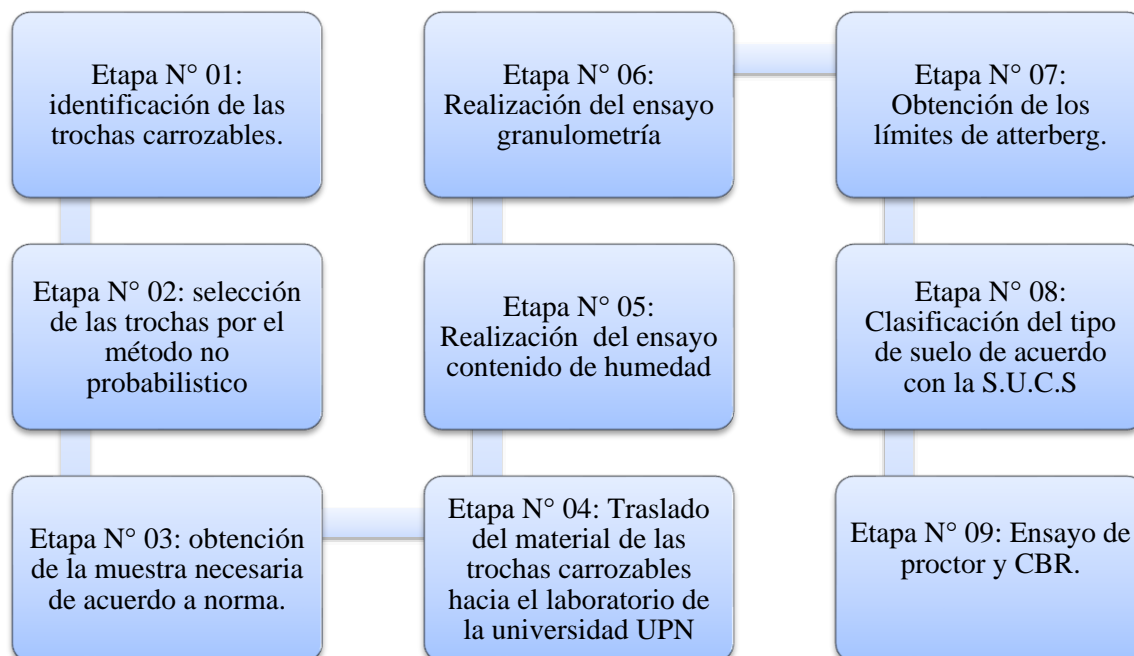 Etapa N° 01:
identificación de las
trochas carrozables.
Etapa N° 02: selección
de las trochas por el
método no
probabilistico
Etapa N° 03: obtención
de la muestra necesaria
de acuerdo a norma.
Etapa N° 04: Traslado
del material de las
trochas carrozables
hacia el laboratorio de
la universidad UPN
Etapa N° 05:
Realización del ensayo
contenido de humedad
Etapa N° 06:
Realización del ensayo
granulometría
Etapa N° 07:
Obtención de los
límites de atterberg.
Etapa N° 08:
Clasificación del tipo
de suelo de acuerdo
con la S.U.C.S
Etapa N° 09: Ensayo de
proctor y CBR.